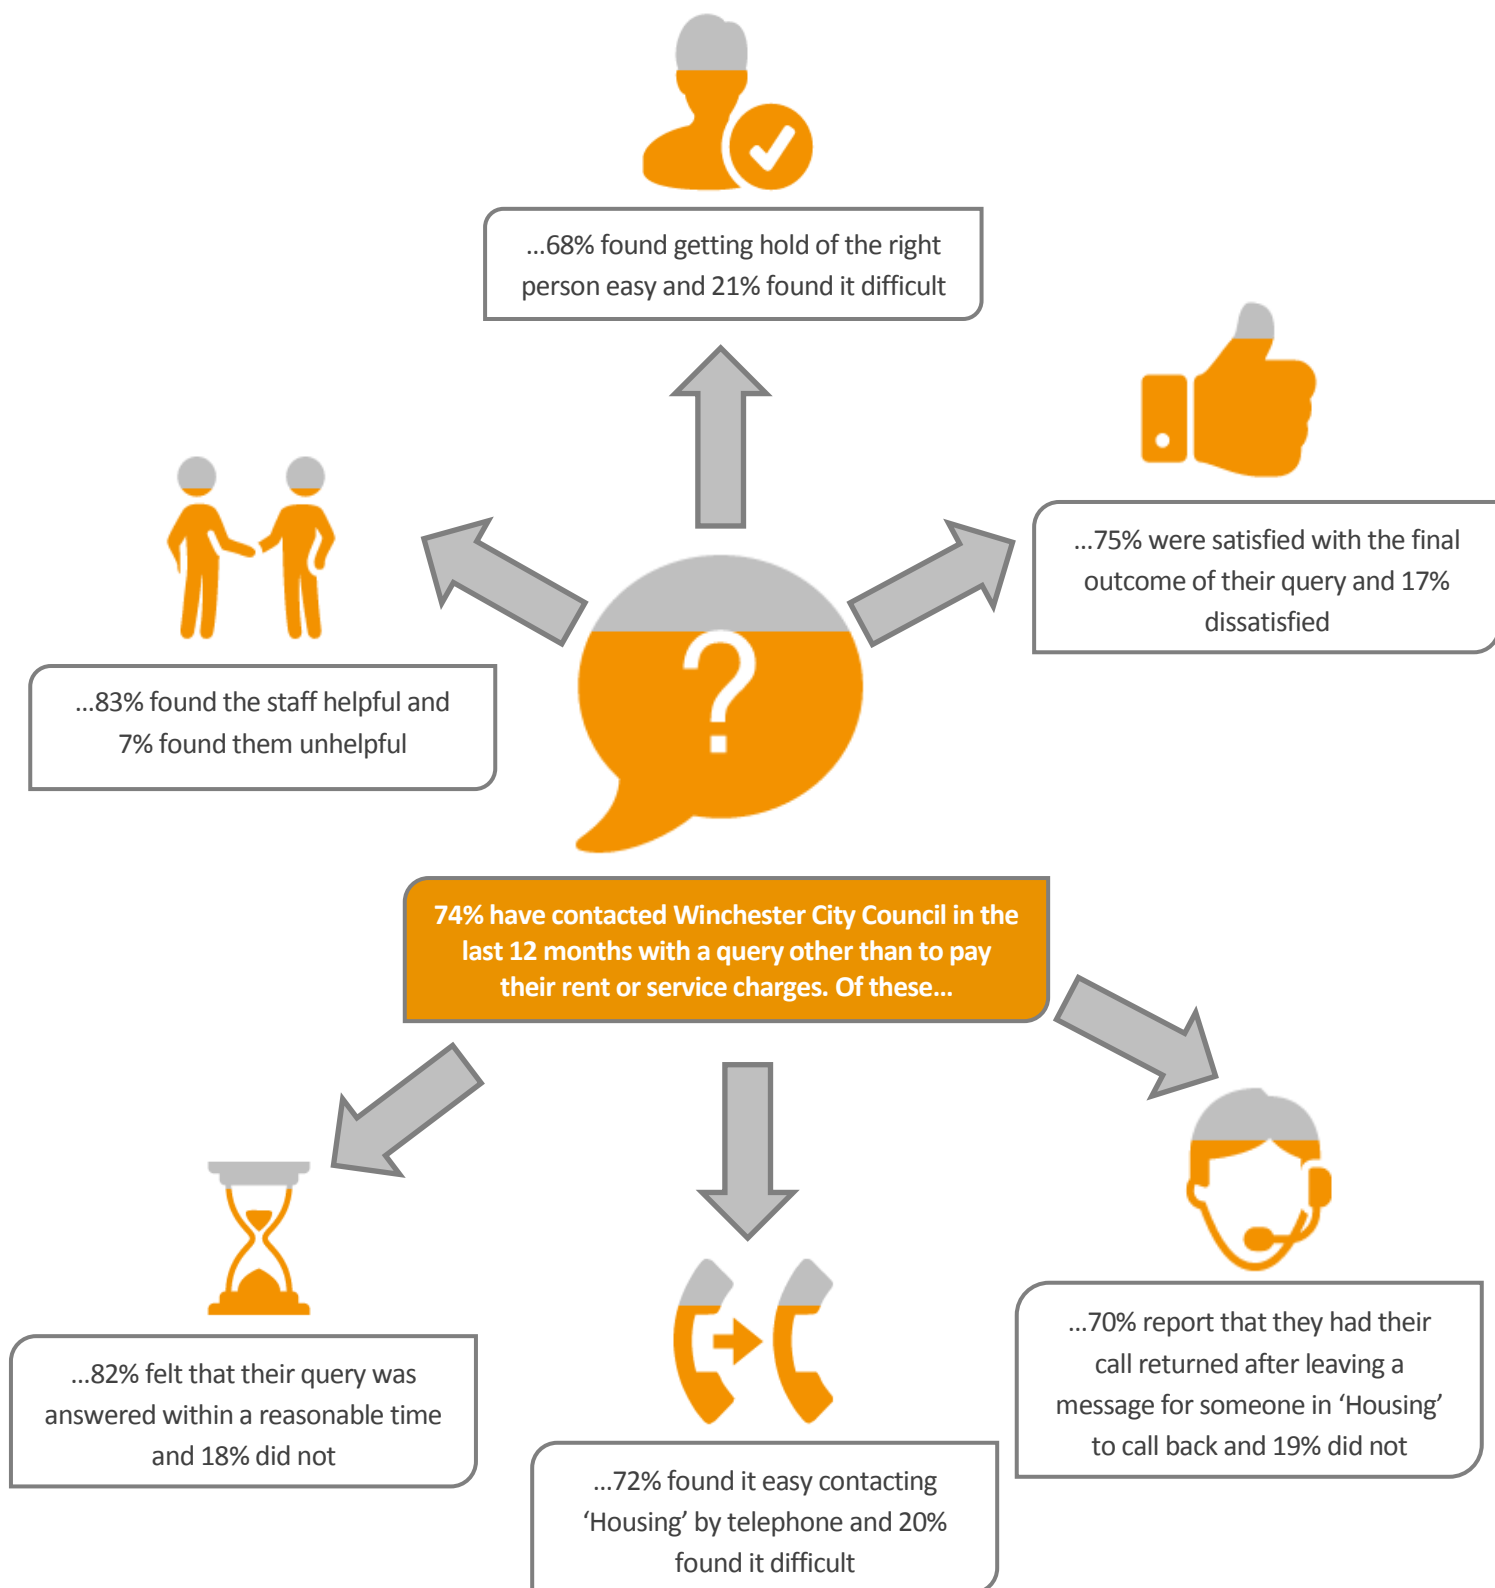 ...68% found getting hold of the right
person easy and 21% found it difficult
...75% were satisfied with the final
outcome of their query and 17%
dissatisfied
...83% found the staff helpful and
7% found them unhelpful
?
74% have contacted Winchester City Council in the
last 12 months with a query other than to pay
their rent or service charges. Of these...
...82% felt that their query was
answered within a reasonable time
and 18% did not
...72% found it easy contacting
‘Housing’ by telephone and 20%
found it difficult
...70% report that they had their
call returned after leaving a
message for someone in ‘Housing’
to call back and 19% did not